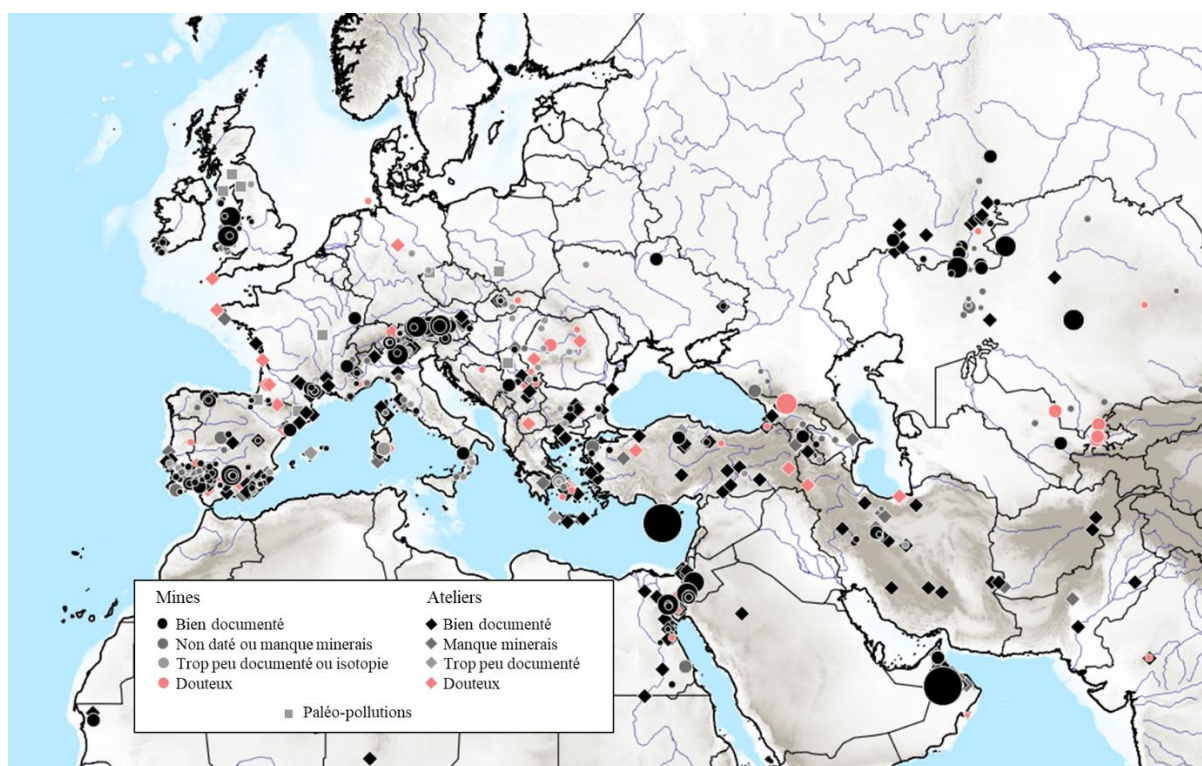 Mines
Ateliers
Bien documenté
Bien documenté
Non daté ou manque minerais
Manque minerais
Trop peu documenté ou isotopie
Trop peu documenté
Douteux
Douteux
Paléo-pollutions